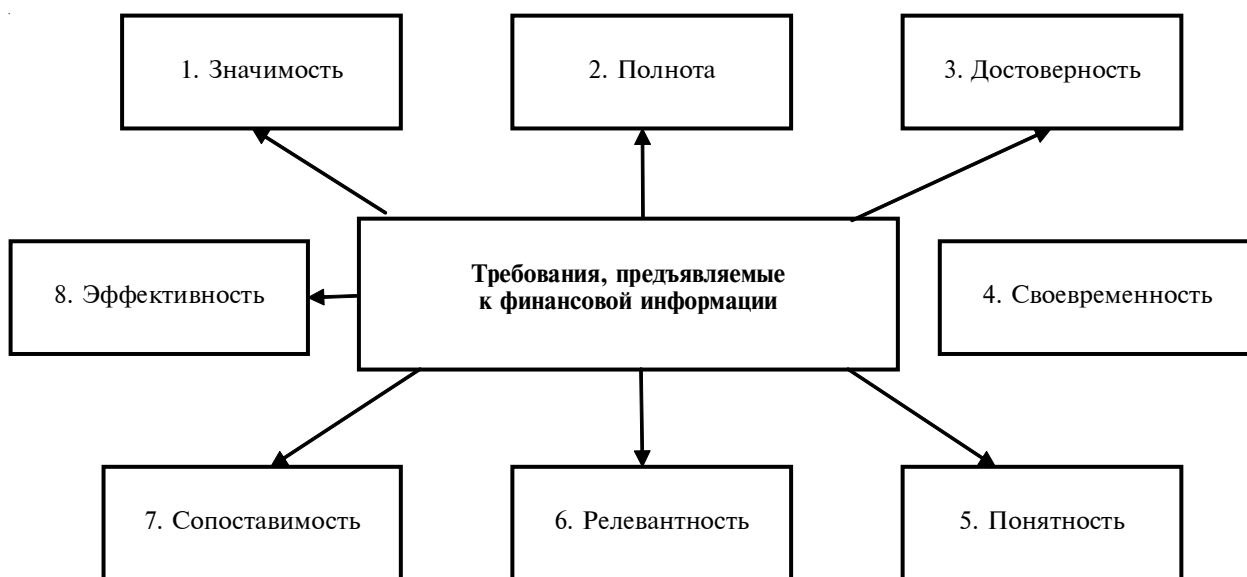 1. Значимость
2. Полнота
3. Достоверность
8. Эффективность
Требования, предъявляемые
к финансовой информации
4. Своевременность
7. Сопоставимость
6. Релевантность
5. Понятность